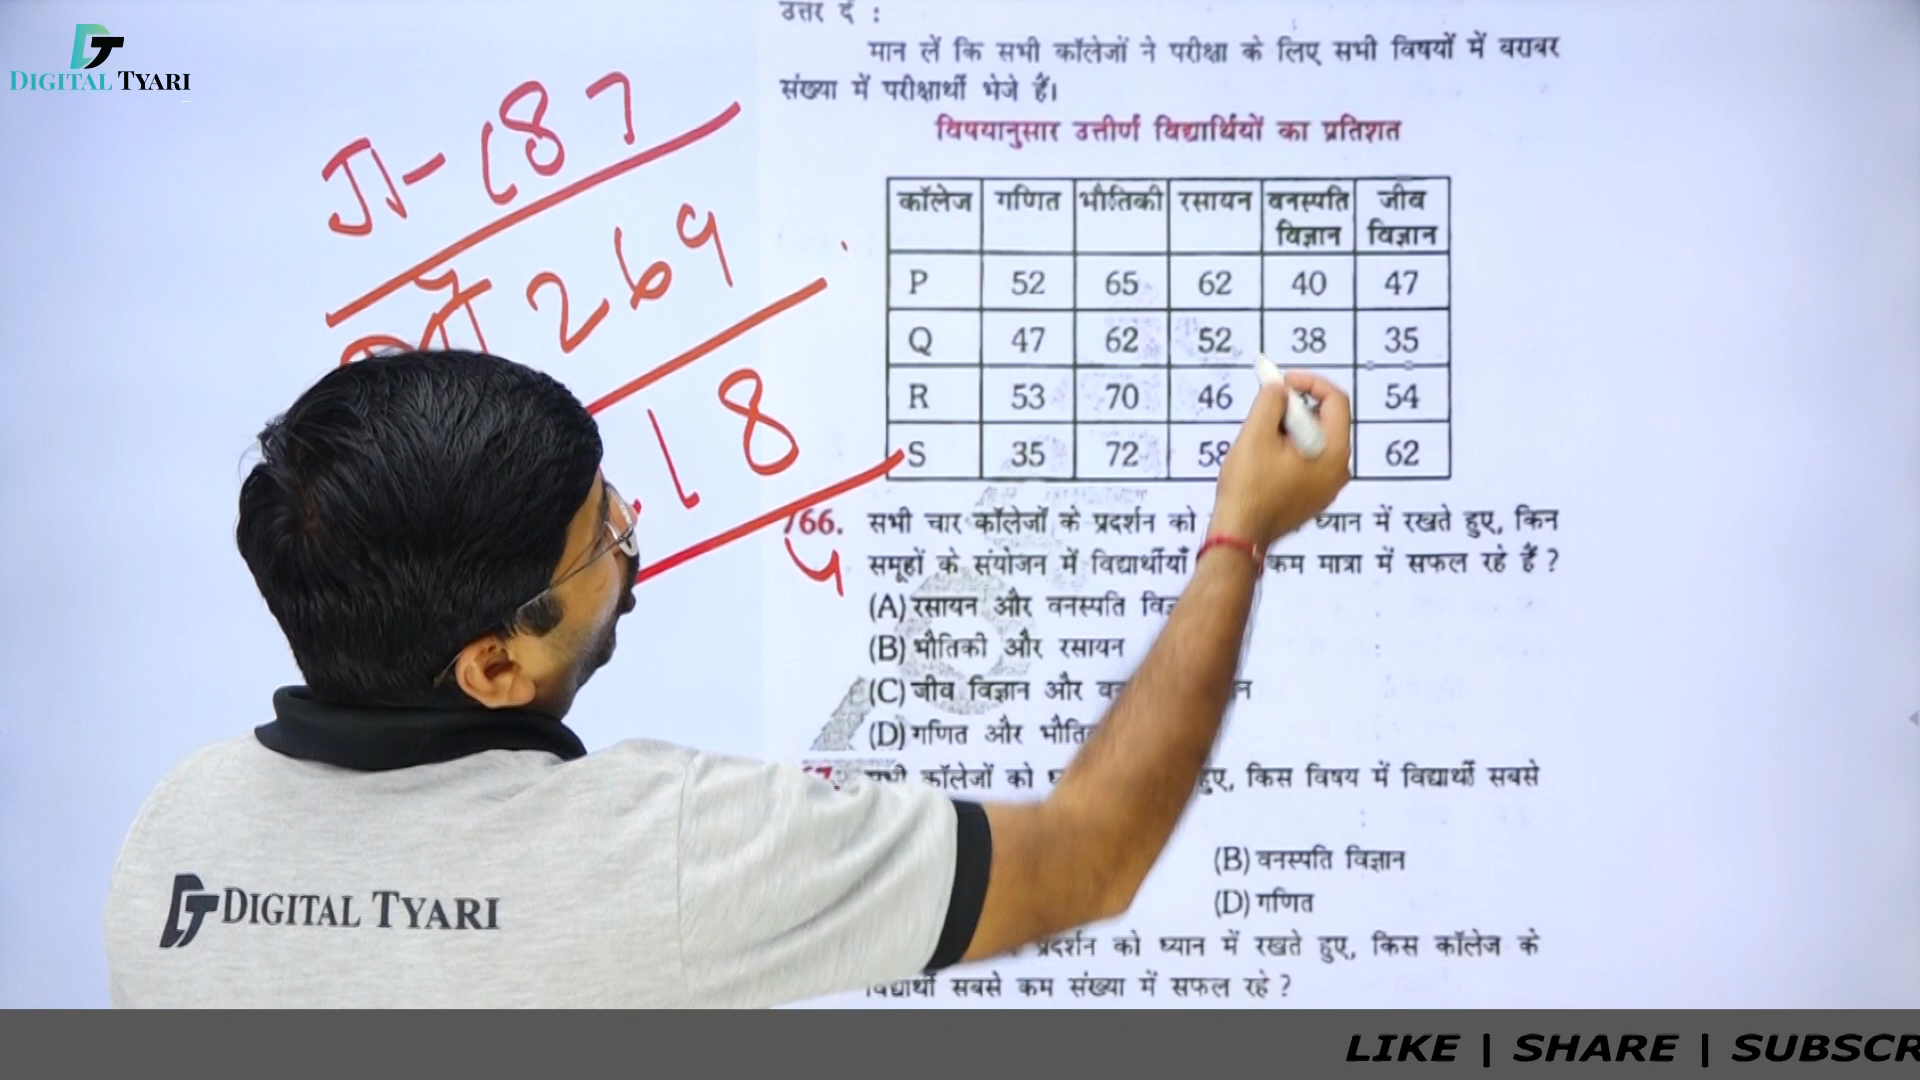 DT
DIGITAL TYARI
उत्तर दें :
मान लें कि सभी कॉलेजों ने परीक्षा के लिए सभी विषयों में बराबर
संख्या में परीक्षार्थी भेजे हैं।
विषयानुसार उत्तीर्ण विद्यार्थियों का प्रतिशत
कॉलेज गणित भौतिकी रसायन वनस्पति विज्ञान जीव विज्ञान
P 52 65 62 40 47
Q 47 62 52 38 35
R 53 70 46 54
S 35 72 58 62
187
269
18
766. सभी चार कॉलेजों के प्रदर्शन को ध्यान में रखते हुए, किन
समूहों के संयोजन में विद्यार्थीयाँ कम मात्रा में सफल रहे हैं ?
(A) रसायन और वनस्पति
(B) भौतिकी और रसायन
(C) जीव विज्ञान और
(D) गणित और
कॉलेजों को हुए, किस विषय में विद्यार्थी सबसे
(B) वनस्पति विज्ञान
(D) गणित
प्रदर्शन को ध्यान में रखते हुए, किस कॉलेज के
विद्यार्थी सबसे कम संख्या में सफल रहे ?
DT DIGITAL TYARI
LIKE | SHARE | SUBSCR